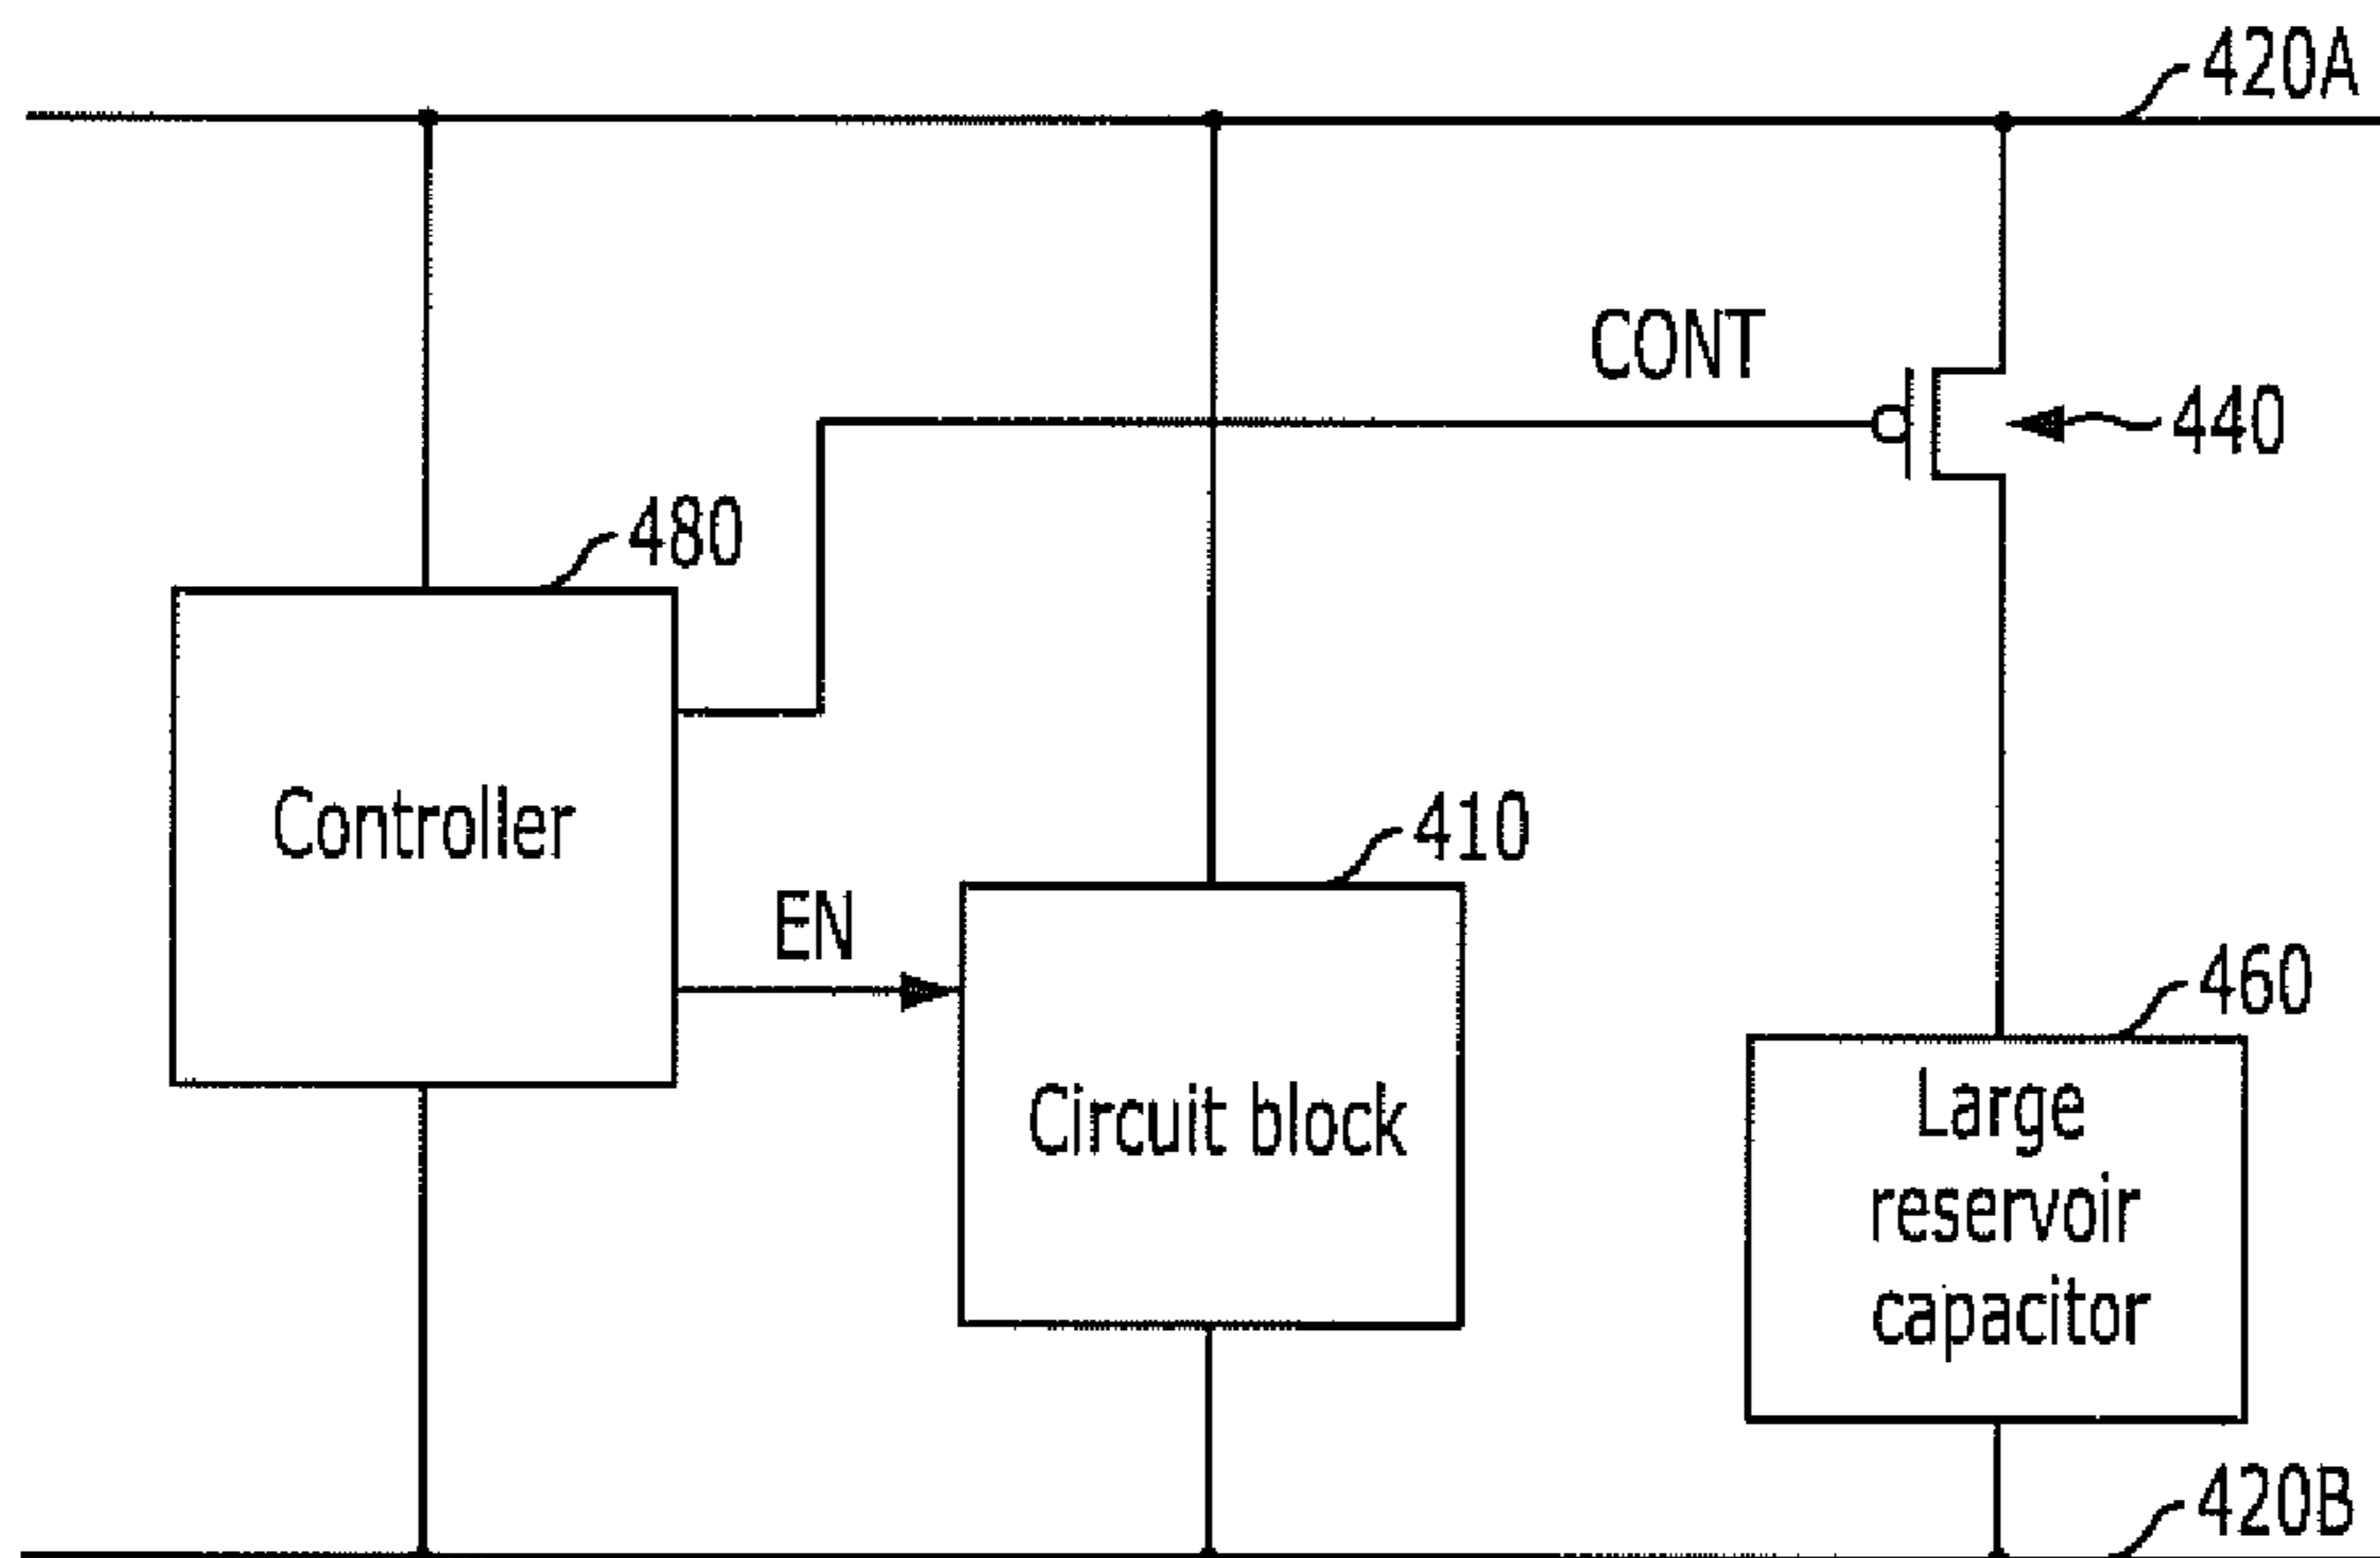 420A
CONT
440
480
Controller
410
EN
Circuit block
460
Large
reservoir
capacitor
420B